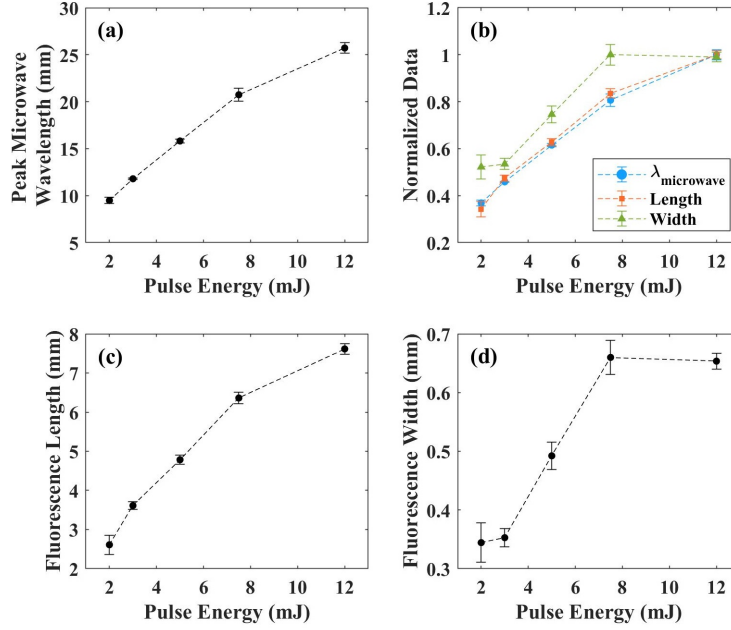 (a)
Peak Microwave
Wavelength (mm)
30
25
20
15
10
5
2 4 6 8 10 12
Pulse Energy (mJ)
(b)
Normalized Data
1.2
1
0.8
0.6
0.4
0.2
λmicrowave
Length
Width
2 4 6 8 10 12
Pulse Energy (mJ)
(c)
Fluorescence Length (mm)
8
7
6
5
4
3
2
2 4 6 8 10 12
Pulse Energy (mJ)
(d)
Fluorescence Width (mm)
0.7
0.6
0.5
0.4
0.3
2 4 6 8 10 12
Pulse Energy (mJ)